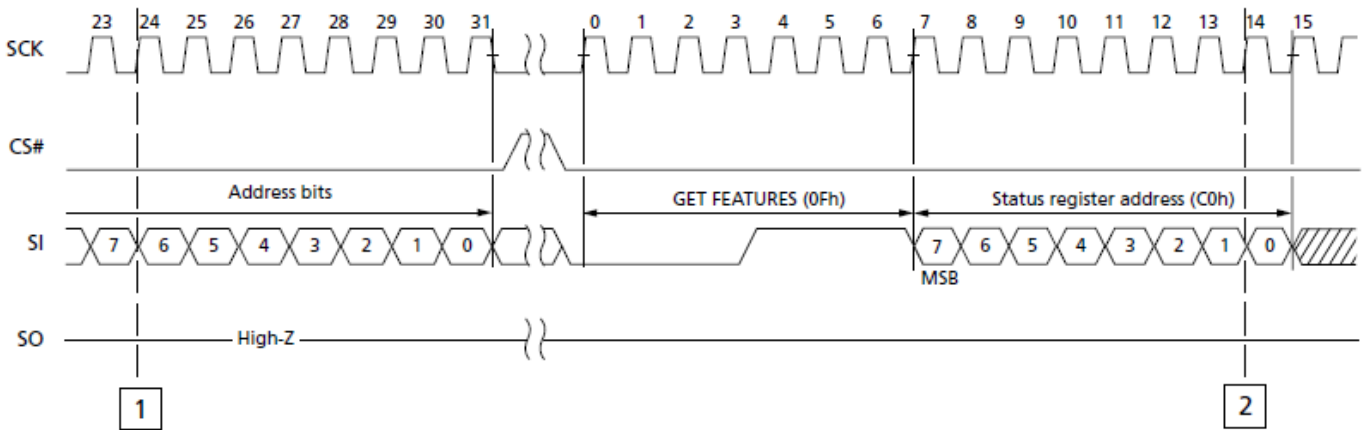 23 24 25 26 27 28 29 30 31 0 1 2 3 4 5 6 7 8 9 10 11 12 13 14 15
SCK
CS#
Address bits GET FEATURES (0Fh) Status register address (C0h)
SI 7 6 5 4 3 2 1 0 7 6 5 4 3 2 1 0
MSB
SO High-Z
1 2